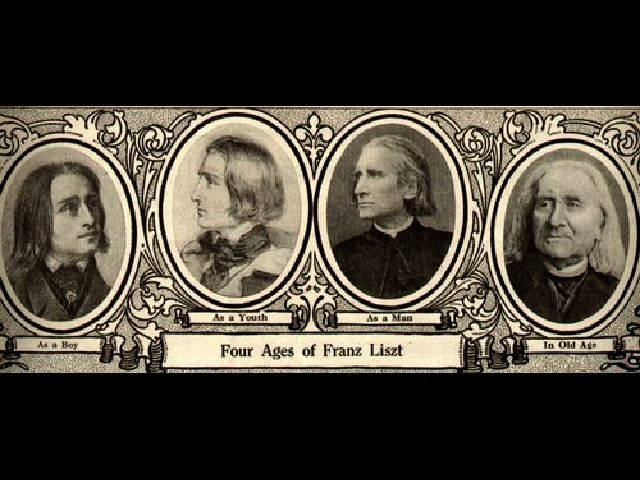 As a Boy
As a Youth
As a Man
In Old Age
Four Ages of Franz Liszt